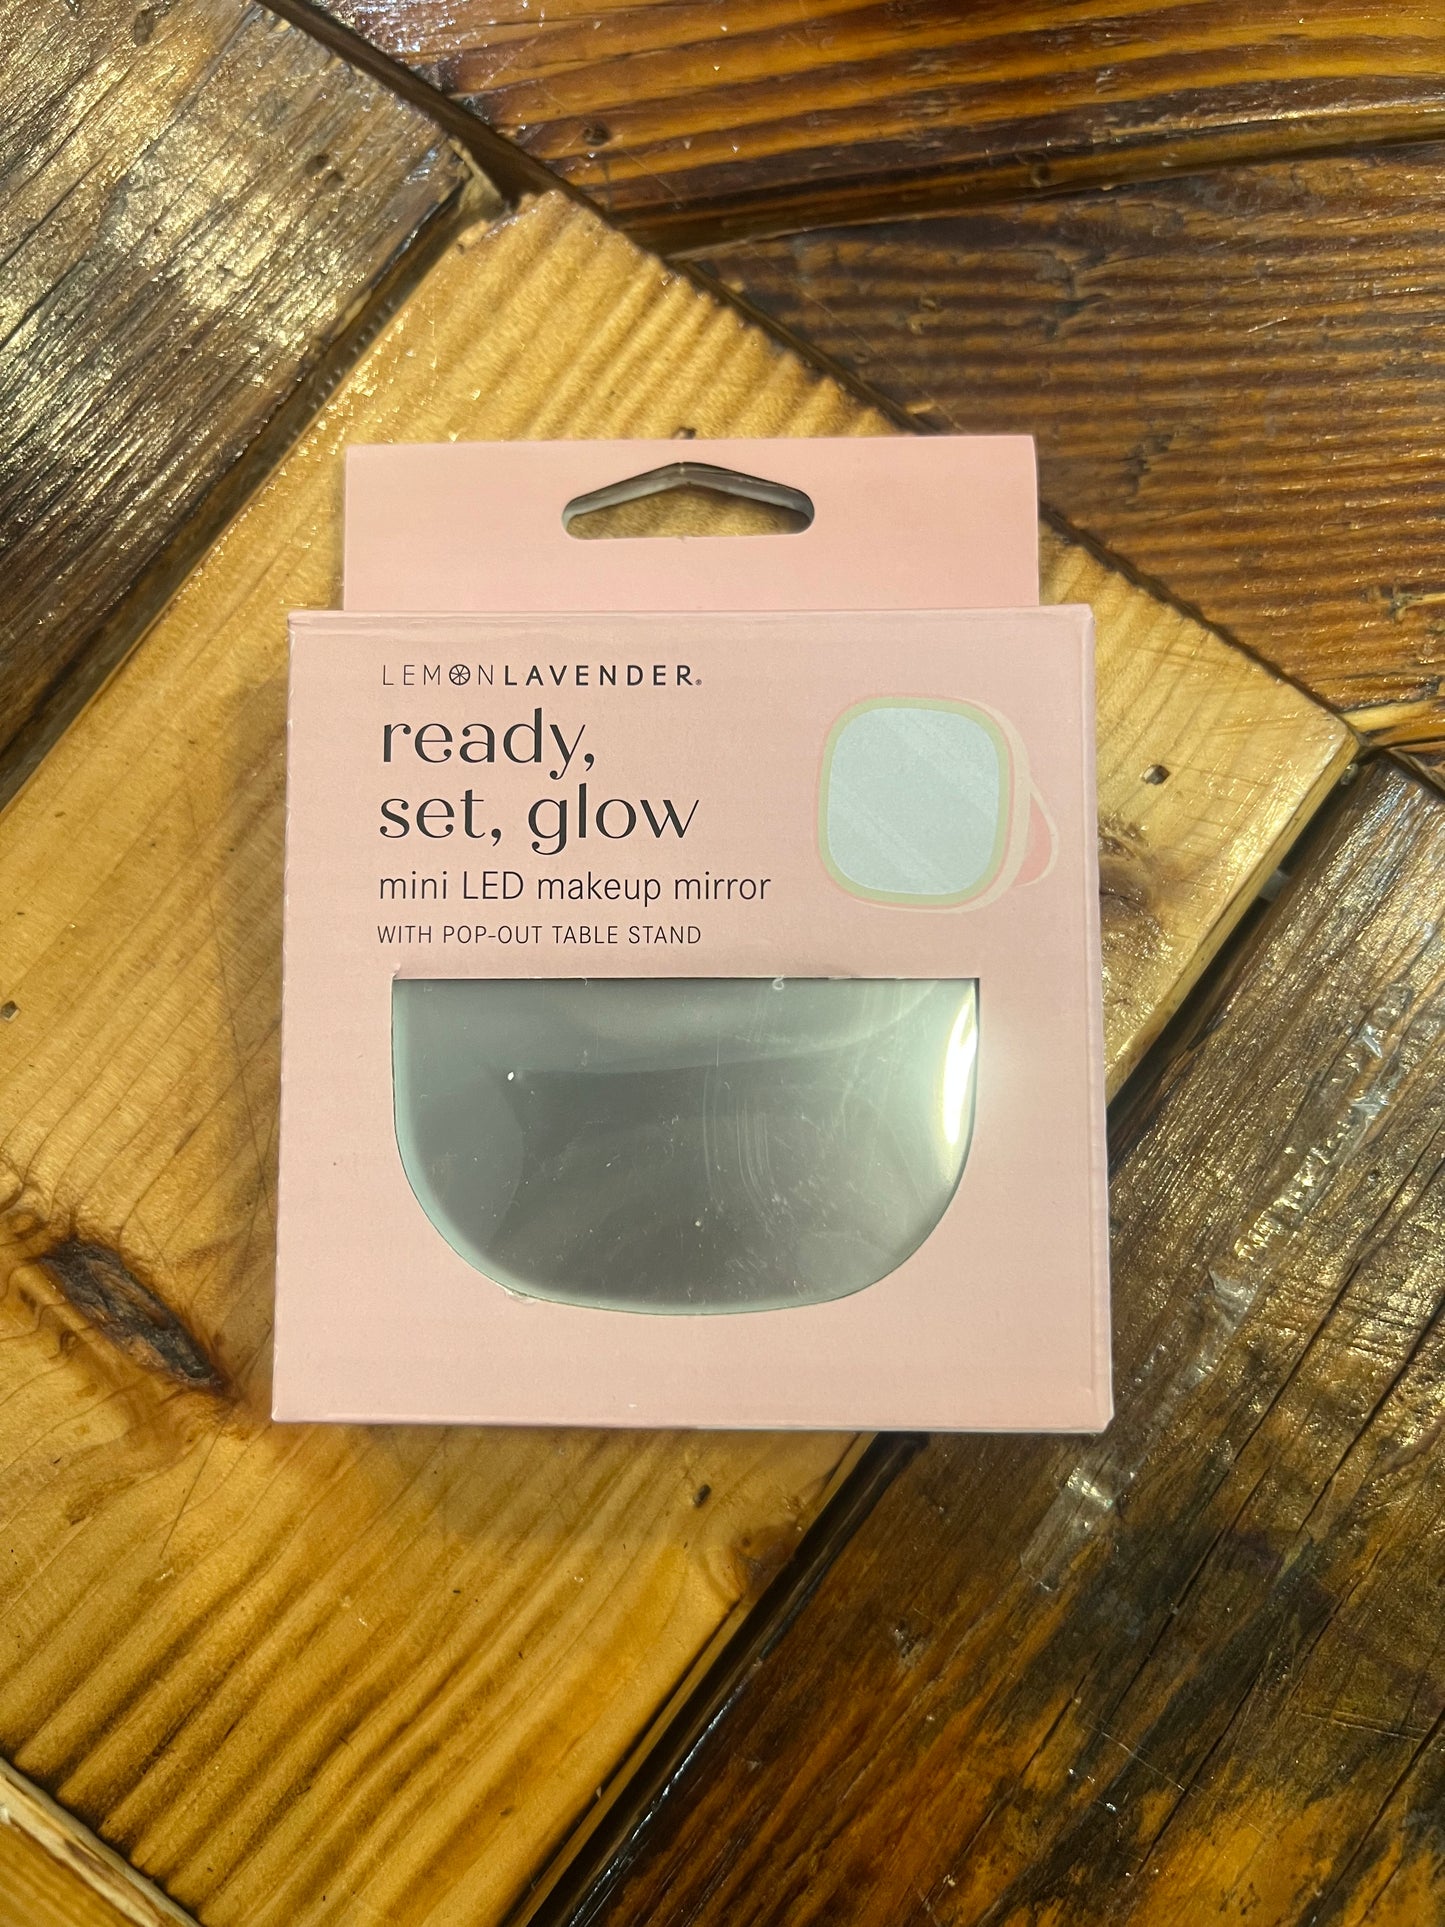 LEMONLAVENDER®
ready,
set, glow
mini LED makeup mirror
WITH POP-OUT TABLE STAND